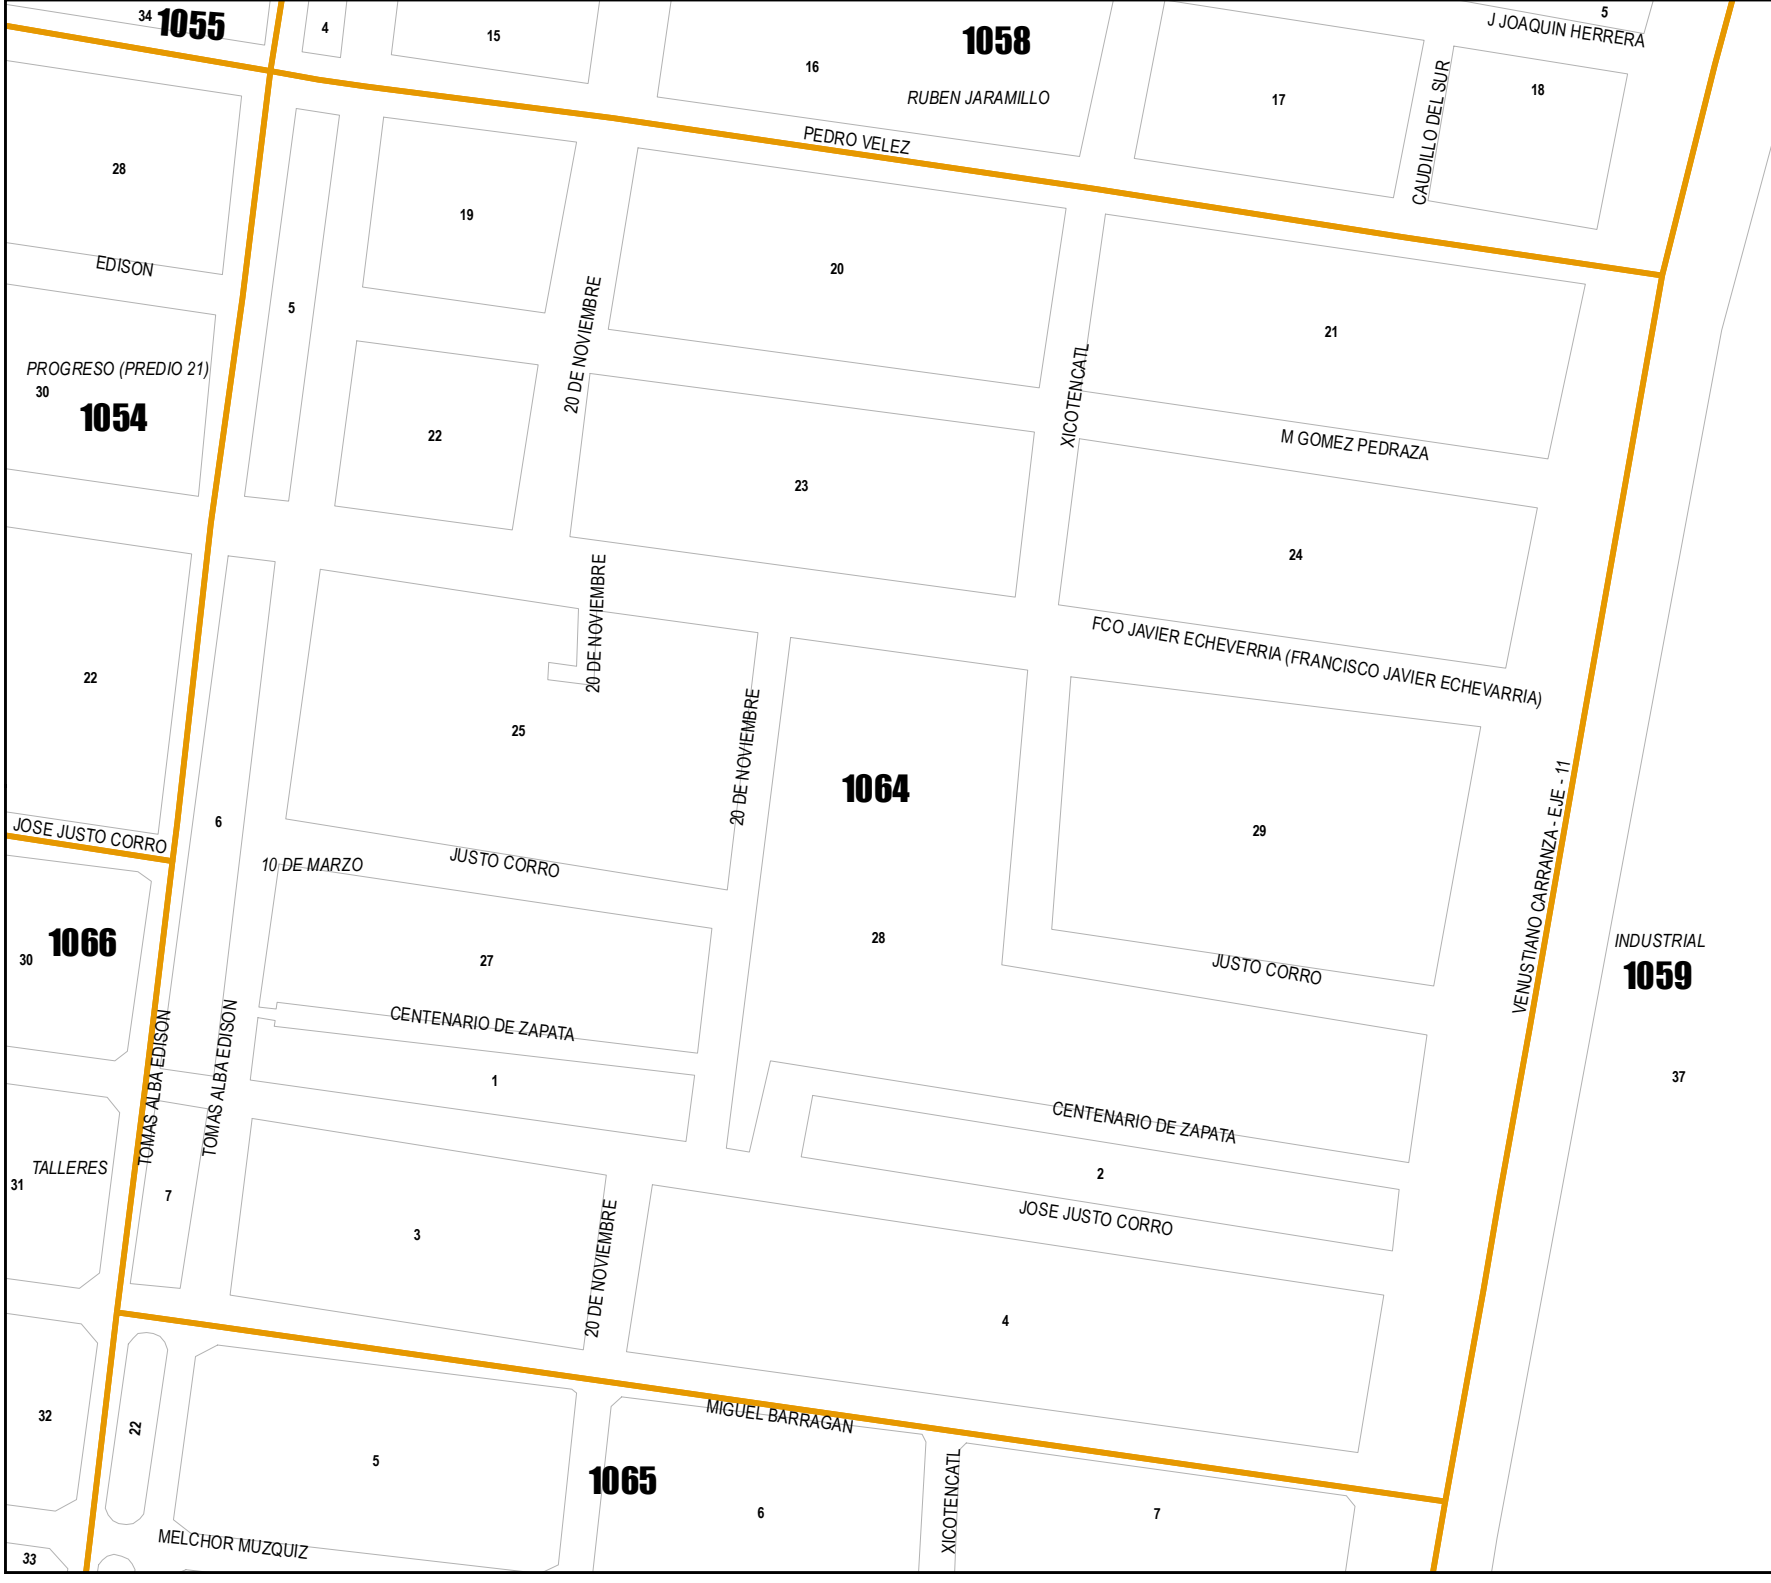 34
1055
4
15
16
1058
RUBEN JARAMILLO
PEDRO VELEZ
17
5
J JOAQUIN HERRERA
CAUDILLO DEL SUR
18
28
EDISON
5
19
20 DE NOVIEMBRE
20
XICOTENCATL
21
M GOMEZ PEDRAZA
PROGRESO (PREDIO 21)
30
1054
22
23
24
20 DE NOVIEMBRE
FCO JAVIER ECHEVERRIA (FRANCISCO JAVIER ECHEVARRIA)
22
25
20 DE NOVIEMBRE
1064
29
VENUSTIANO CARRANZA - EJE - 11
6
JOSE JUSTO CORRO
10 DE MARZO
JUSTO CORRO
1066
30
27
28
JUSTO CORRO
INDUSTRIAL
1059
CENTENARIO DE ZAPATA
TOMAS ALBA EDISON
TOMAS ALBA EDISON
1
37
CENTENARIO DE ZAPATA
TALLERES
31
7
2
3
20 DE NOVIEMBRE
JOSE JUSTO CORRO
4
32
22
MIGUEL BARRAGAN
5
1065
6
XICOTENCATL
7
MELCHOR MUZQUIZ
33